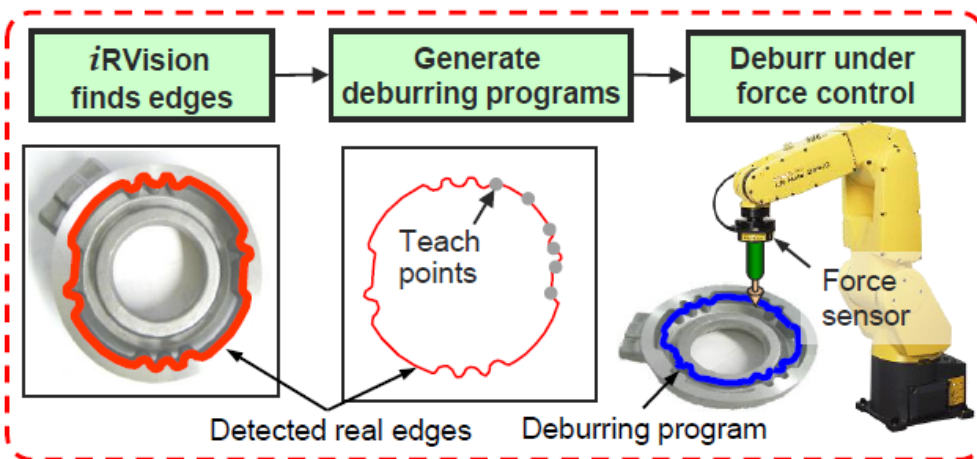 iRVision
finds edges
Generate
deburring programs
Deburr under
force control
Teach
points
Force
sensor
Detected real edges
Deburring program